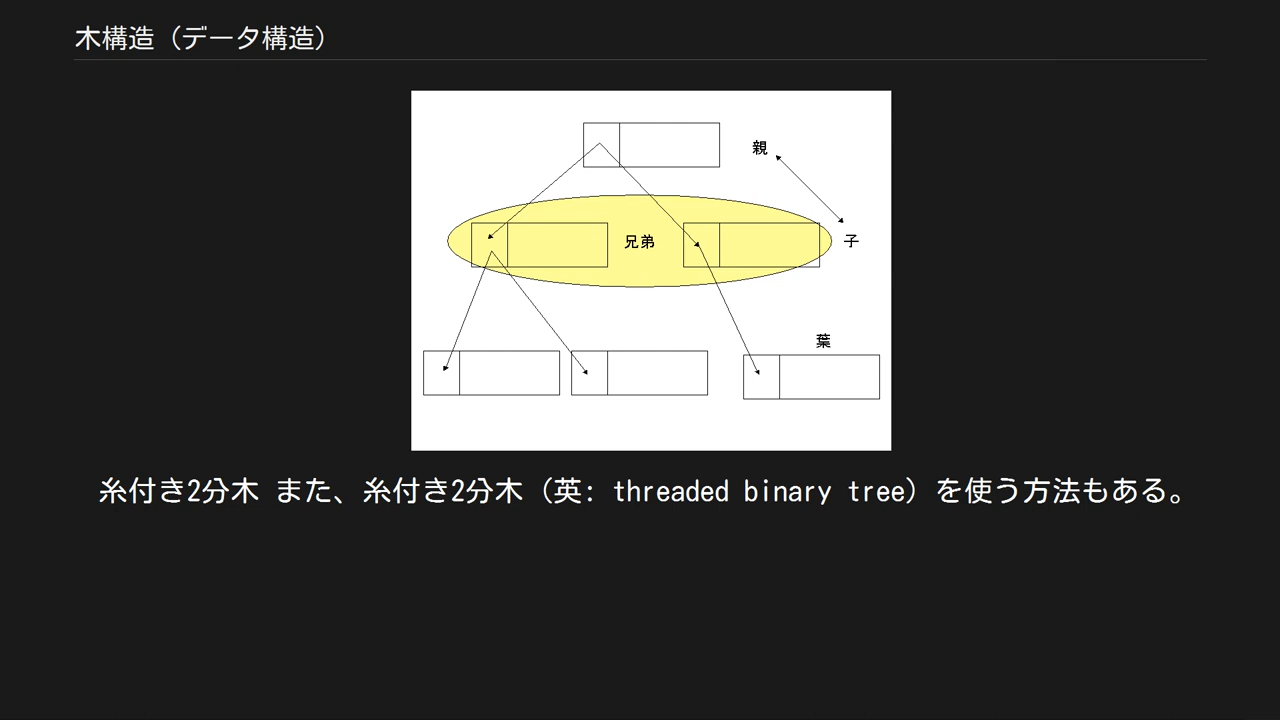 木構造（データ構造）
親
兄弟
子
葉
糸付き2分木 また、糸付き2分木（英: threaded binary tree）を使う方法もある。